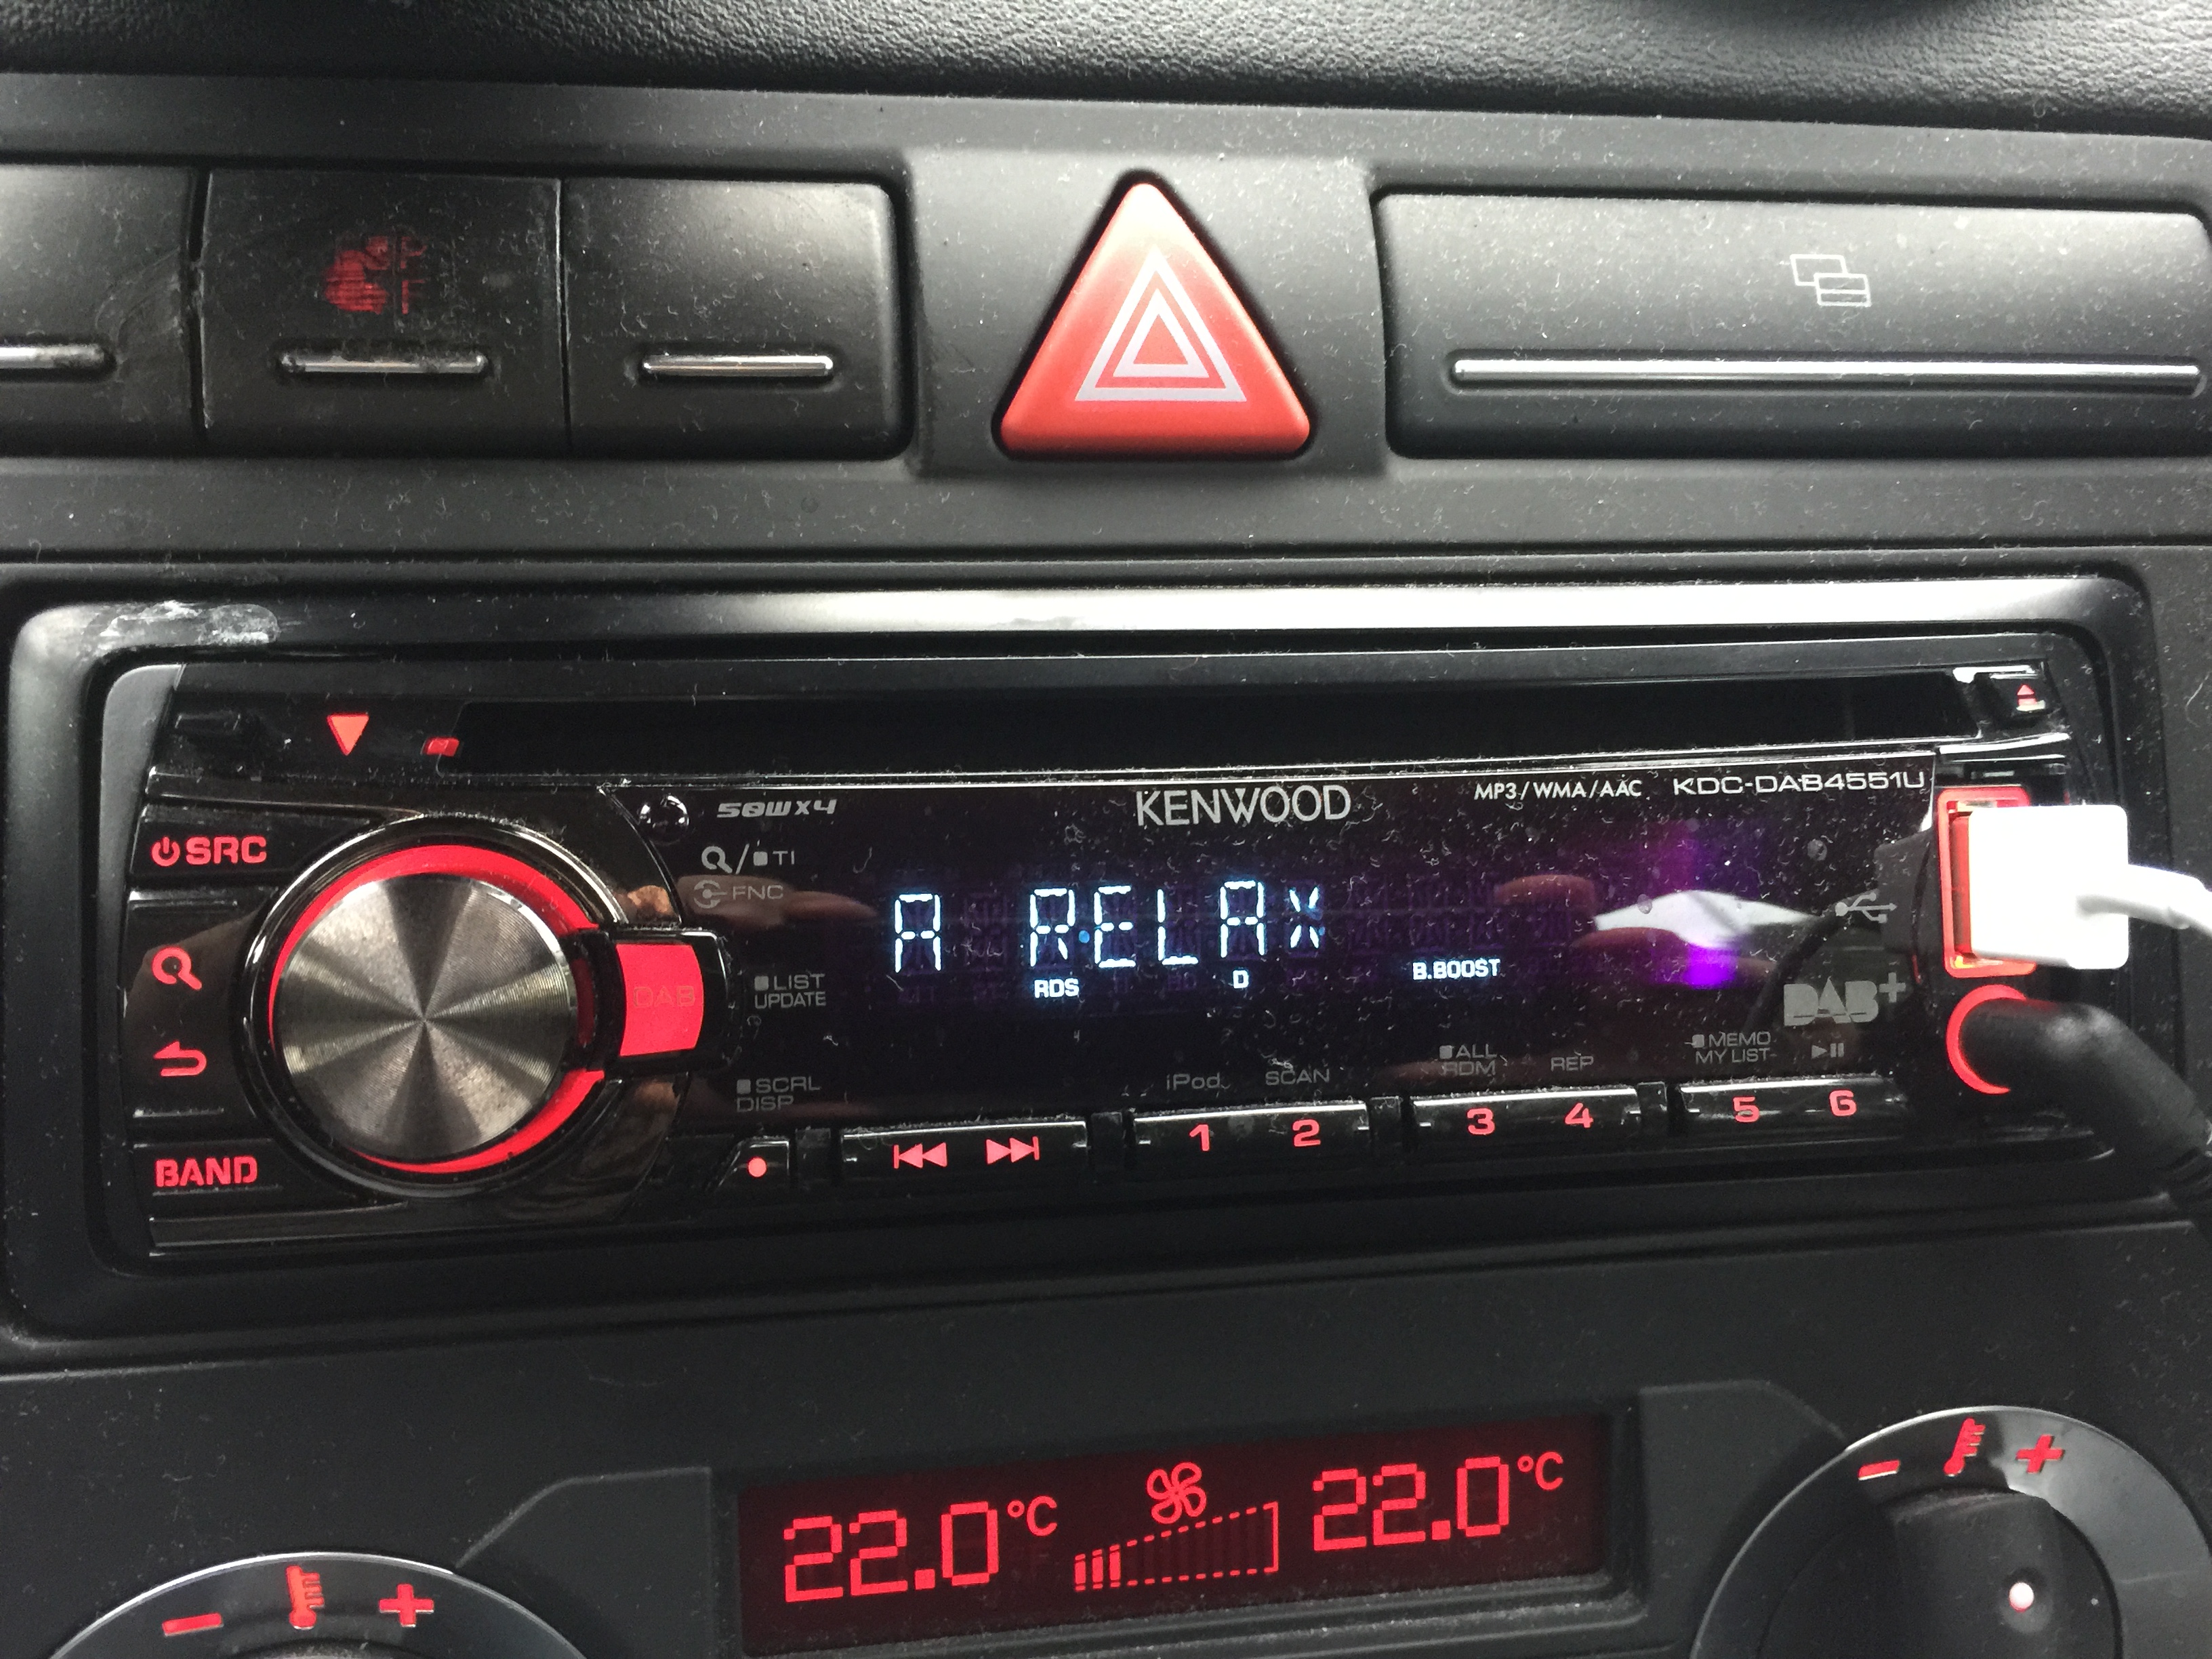 50W x4
KENWOOD
MP3/WMA/AAC
KDC-DAB4551U
SRC
/ TI
FNC
A RELAX
RDS
D
B.BOOST
DAB
LIST
UPDATE
DAB+
SCRL
DISP
iPod
SCAN
ALL
RDM
REP
MEMO
MY LIST
BAND
1 2 3 4 5 6
22.0°C
22.0°C